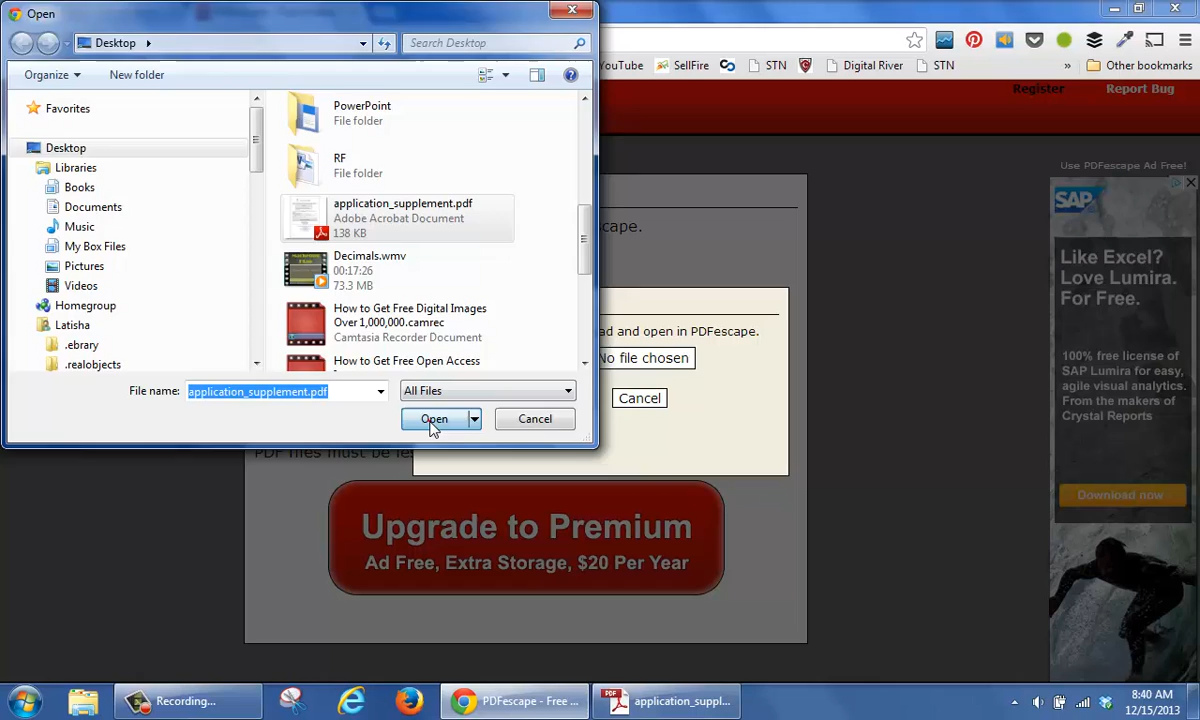 Open
Desktop
Search Desktop
Organize
New folder
YouTube
SellFire
STN
Digital River
STN
»
Other bookmarks
Register
Report Bug
Use PDFescape Ad Free!
Favorites
Desktop
Libraries
Books
Documents
Music
My Box Files
Pictures
Videos
Homegroup
Latisha
.ebrary
.realobjects
PowerPoint
File folder
RF
File folder
application_supplement.pdf
Adobe Acrobat Document
138 KB
Decimals.wmv
00:17:26
73.3 MB
How to Get Free Digital Images
Over 1,000,000.camrec
Camtasia Recorder Document
How to Get Free Open Access
File name:
application_supplement.pdf
All Files
Open
Cancel
cape.
ad and open in PDFescape.
No file chosen
Cancel
PDF files must be les
Upgrade to Premium
Ad Free, Extra Storage, $20 Per Year
SAP
Like Excel?
Love Lumira.
For Free.
100% free license of
SAP Lumira for easy,
agile visual analytics.
From the makers of
Crystal Reports
Download now
Recording...
PDFescape - Free ...
PDF
application_suppl...
8:40 AM
12/15/2013